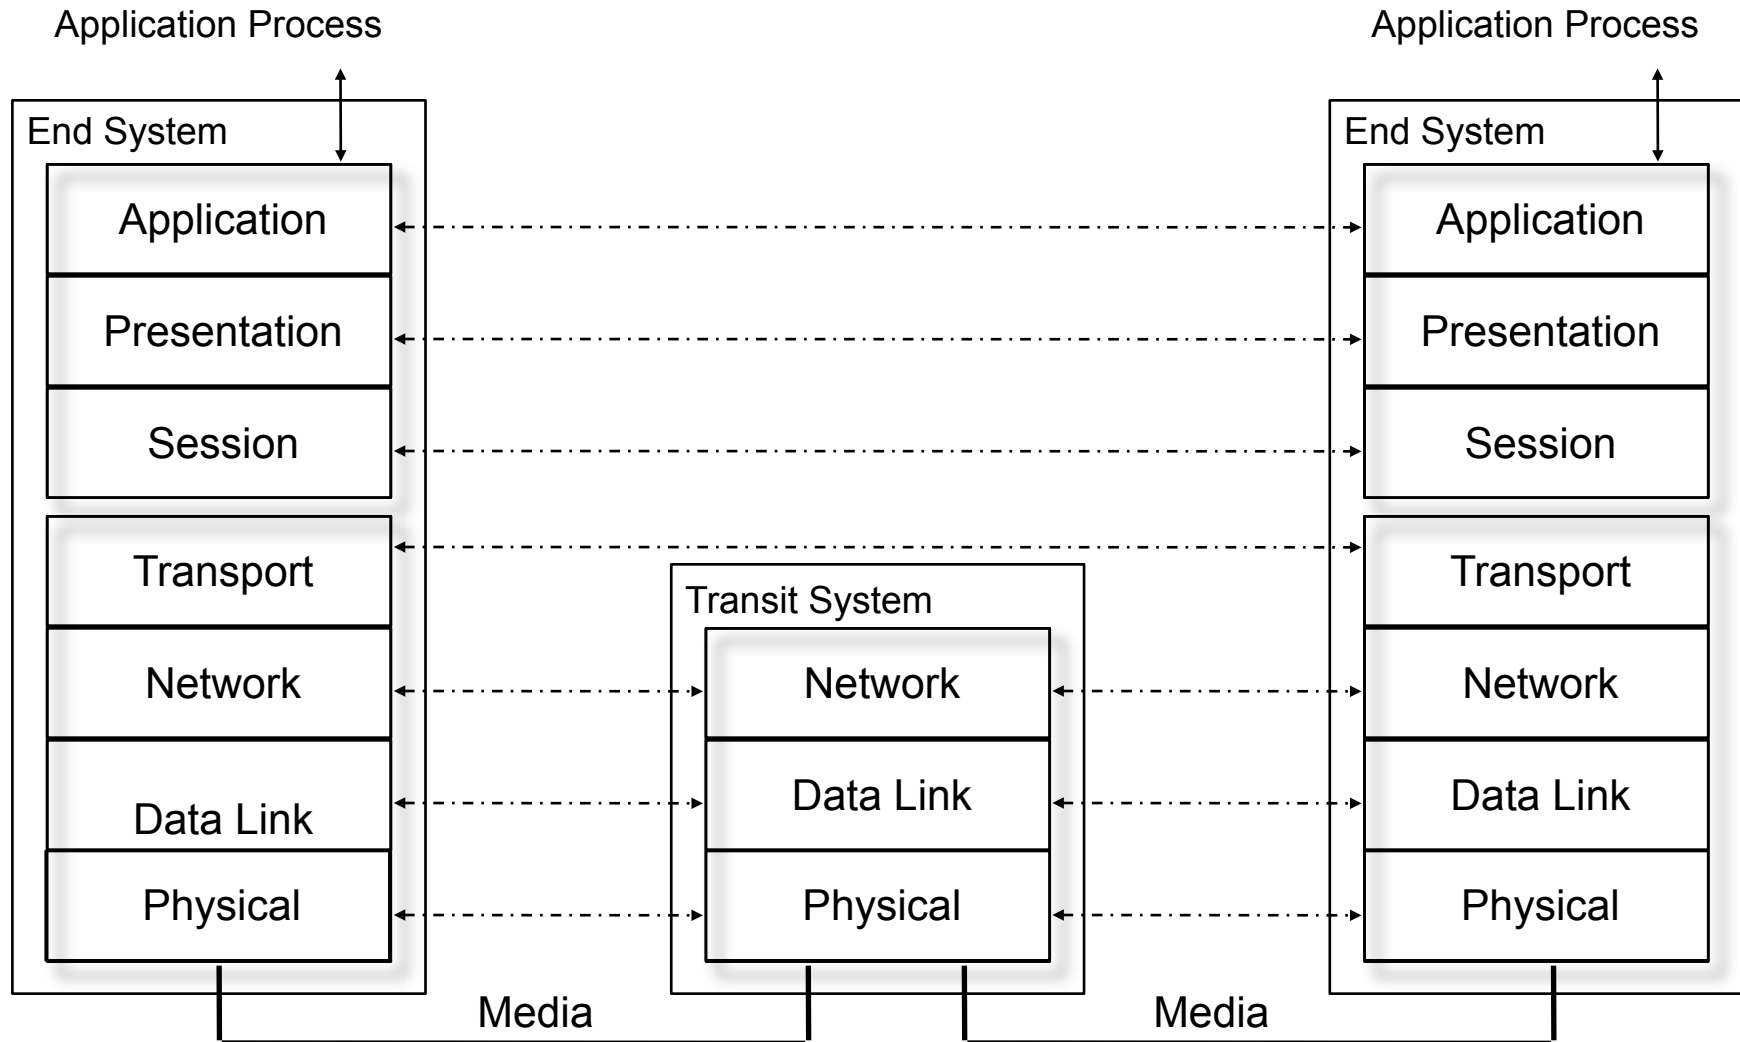 Application Process
Application Process
End System
End System
Application
Application
Presentation
Presentation
Session
Session
Transport
Transport
Transit System
Network
Network
Network
Data Link
Data Link
Data Link
Physical
Physical
Physical
Media
Media